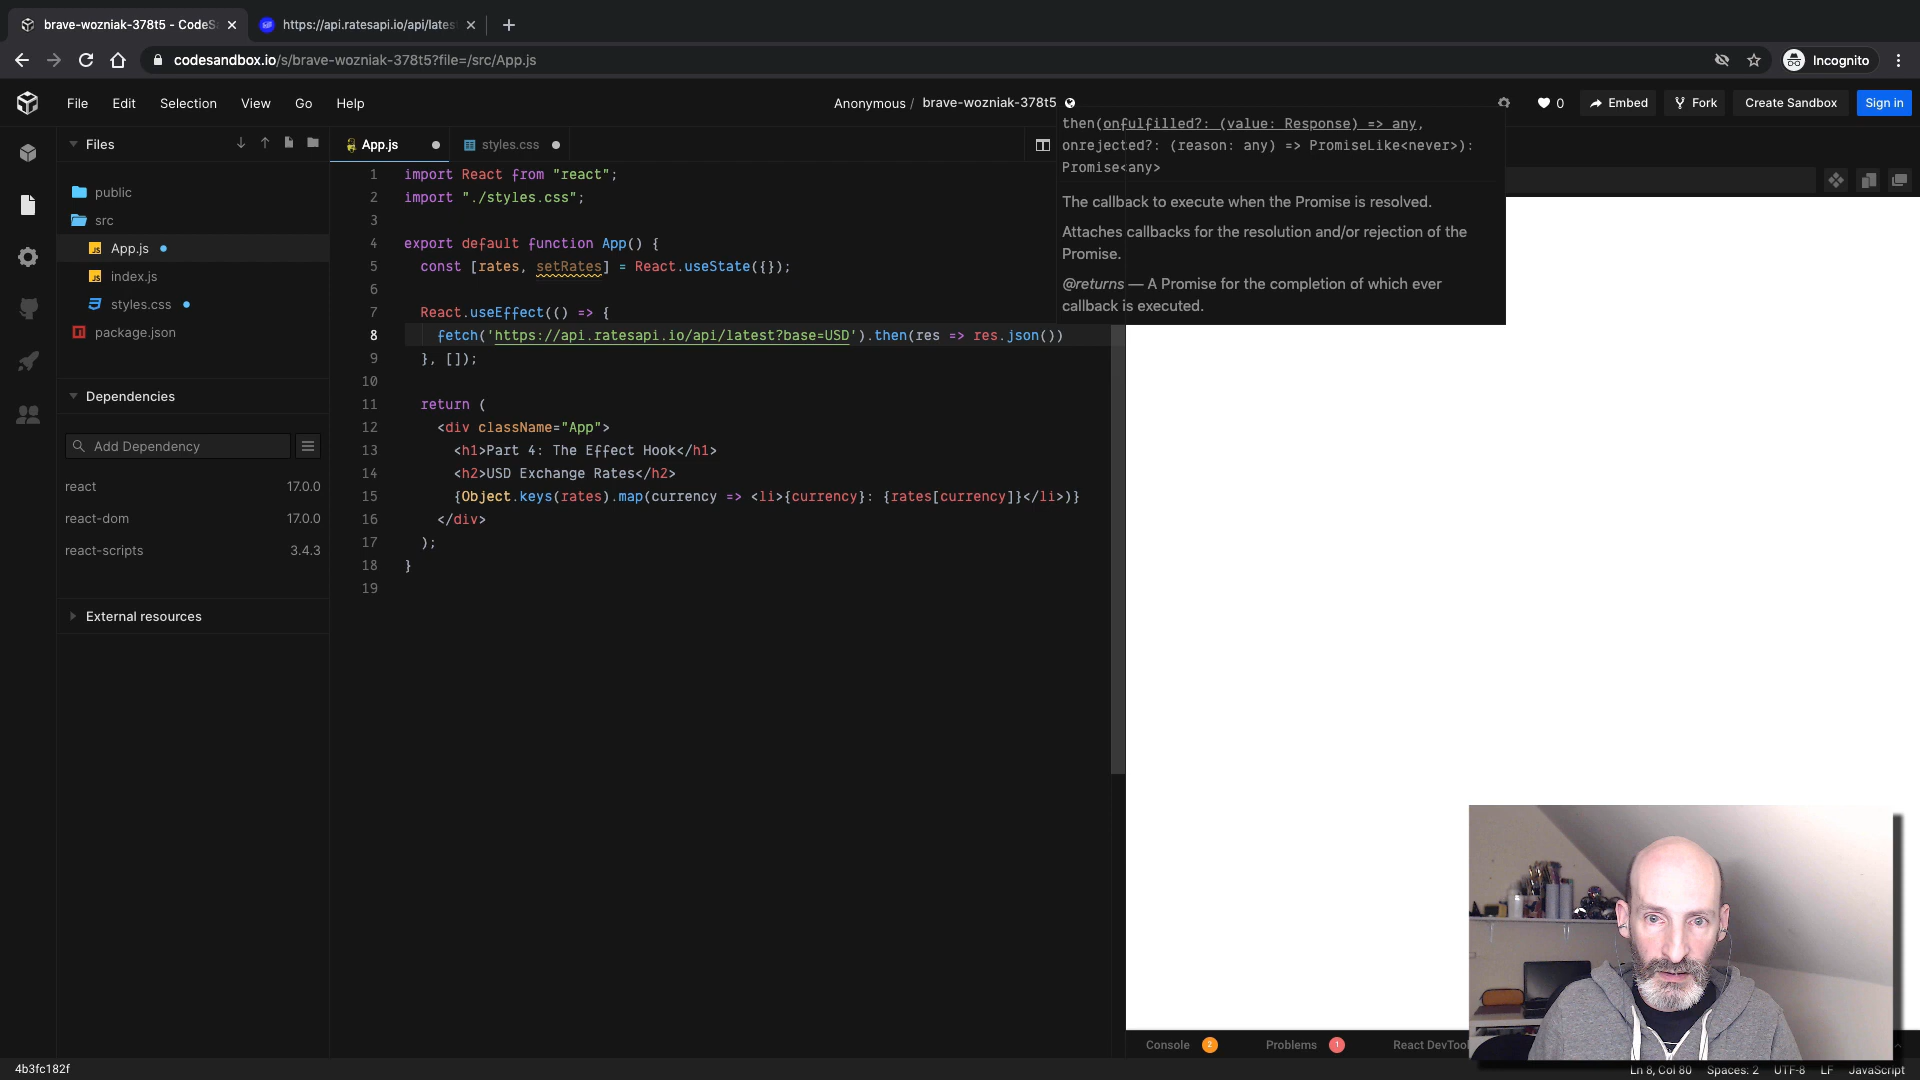 brave-wozniak-378t5 - CodeSa
https://api.ratesapi.io/api/latest
codesandbox.io/s/brave-wozniak-378t5?file=/src/App.js
Incognito
File Edit Selection View Go Help
Anonymous / brave-wozniak-378t5
0
Embed
Fork
Create Sandbox
Sign in
Files
public
src
App.js
index.js
styles.css
package.json
Dependencies
Add Dependency
react 17.0.0
react-dom 17.0.0
react-scripts 3.4.3
External resources
App.js
styles.css
1 import React from "react";
2 import "./styles.css";
3
4 export default function App() {
5 const [rates, setRates] = React.useState({});
6
7 React.useEffect(() => {
8 fetch('https://api.ratesapi.io/api/latest?base=USD').then(res => res.json())
9 }, []);
10
11 return (
12 <div className="App">
13 <h1>Part 4: The Effect Hook</h1>
14 <h2>USD Exchange Rates</h2>
15 {Object.keys(rates).map(currency => <li>{currency}: {rates[currency]}</li>)}
16 </div>
17 );
18 }
19
then(onfulfilled?: (value: Response) => any,
onrejected?: (reason: any) => PromiseLike<never>):
Promise<any>
The callback to execute when the Promise is resolved.
Attaches callbacks for the resolution and/or rejection of the
Promise.
@returns — A Promise for the completion of which ever
callback is executed.
Console 2
Problems 1
React DevTool
4b3fc182f
Ln 8, Col 80 Spaces: 2 UTF-8 LF JavaScript